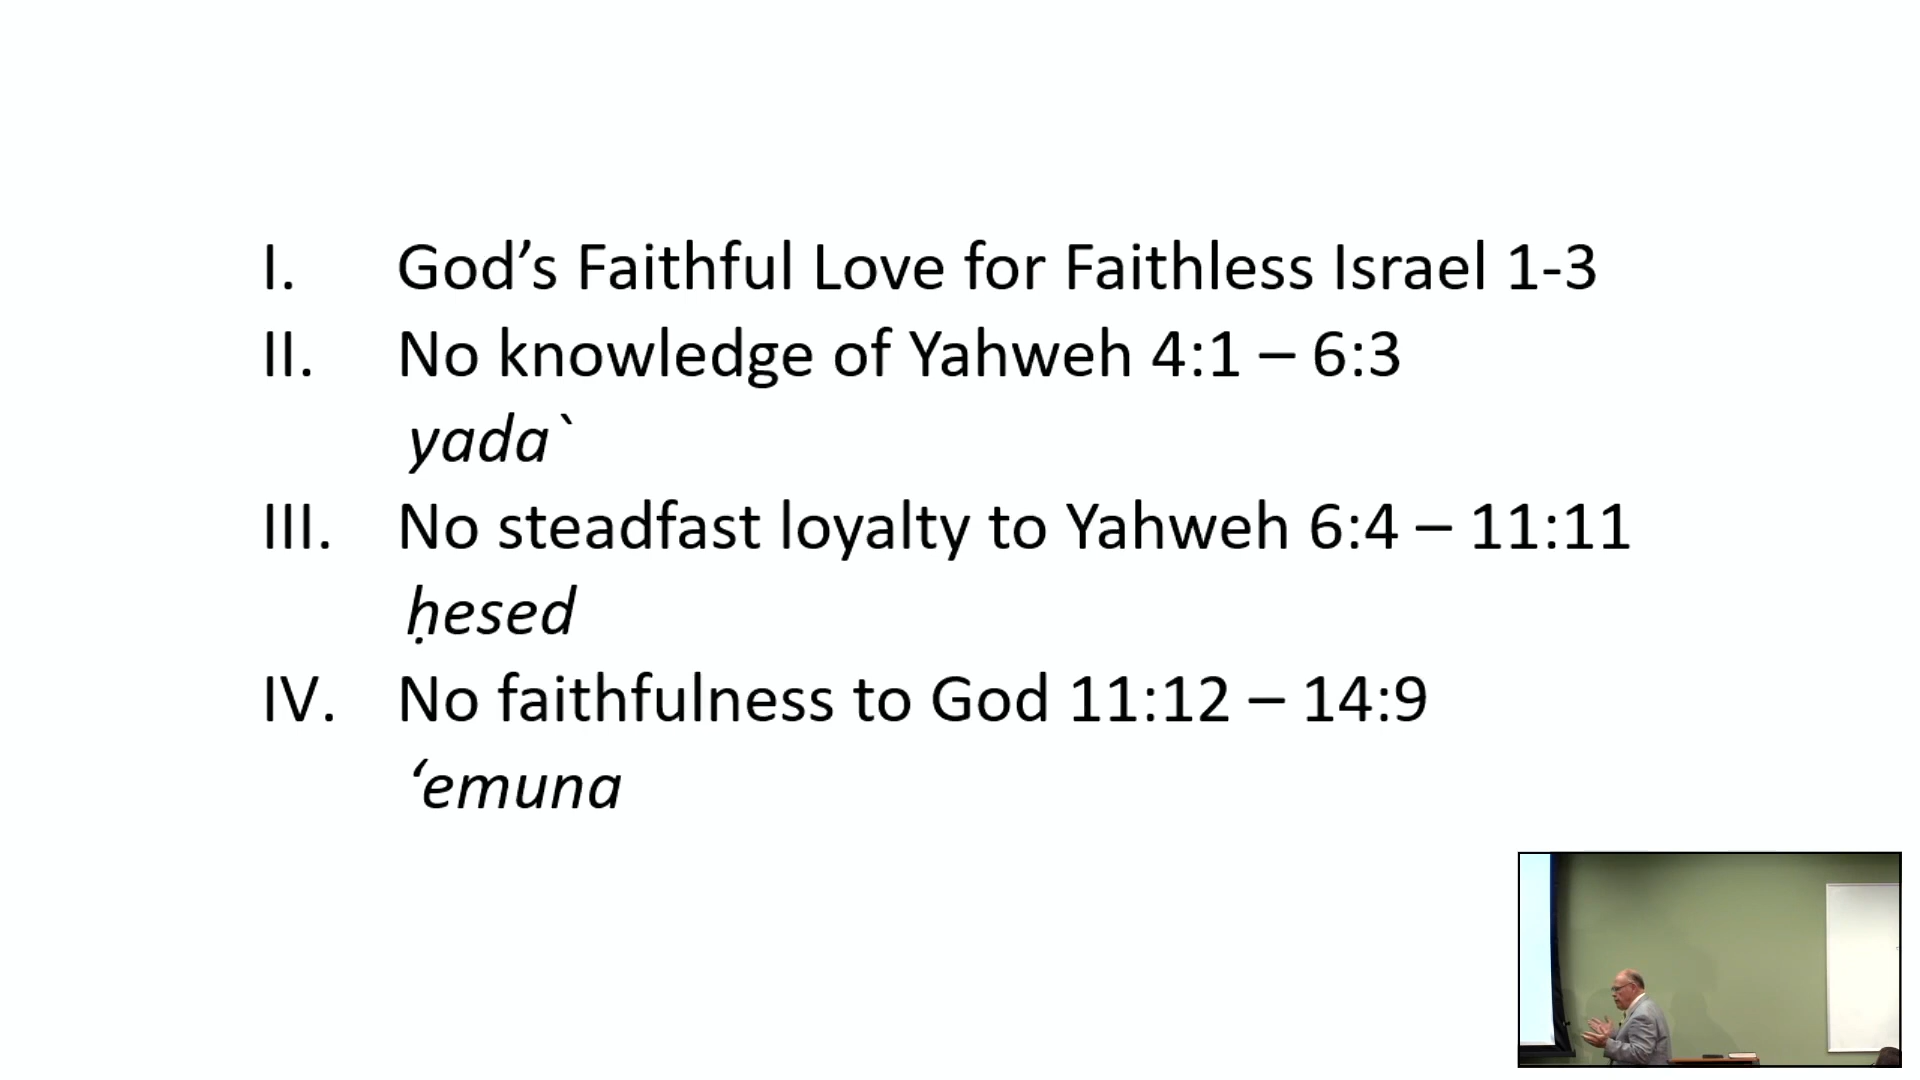 I. God’s Faithful Love for Faithless Israel 1-3
II. No knowledge of Yahweh 4:1 – 6:3
yada`
III. No steadfast loyalty to Yahweh 6:4 – 11:11
ḥesed
IV. No faithfulness to God 11:12 – 14:9
‘emuna